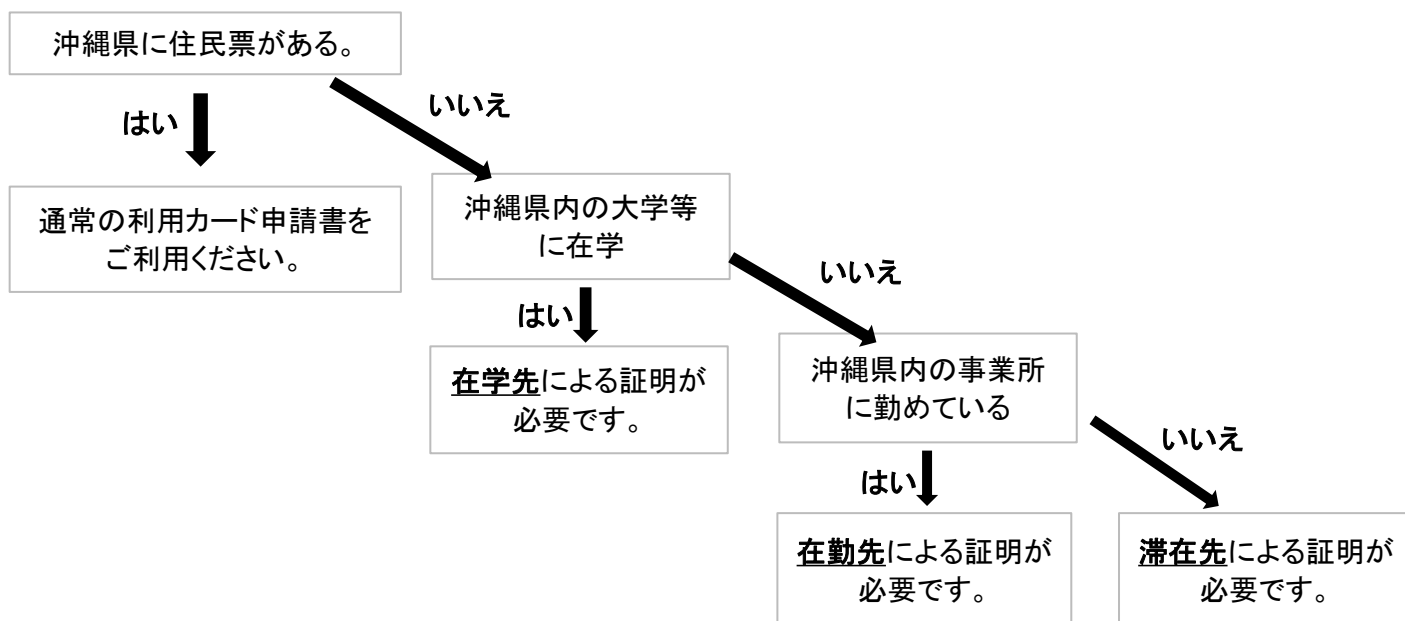 沖縄県に住民票がある。
はい
いいえ
通常の利用カード申請書を
ご利用ください。
沖縄県内の大学等
に在学
はい
いいえ
在学先による証明が
必要です。
沖縄県内の事業所
に勤めている
はい
いいえ
在勤先による証明が
必要です。
滞在先による証明が
必要です。